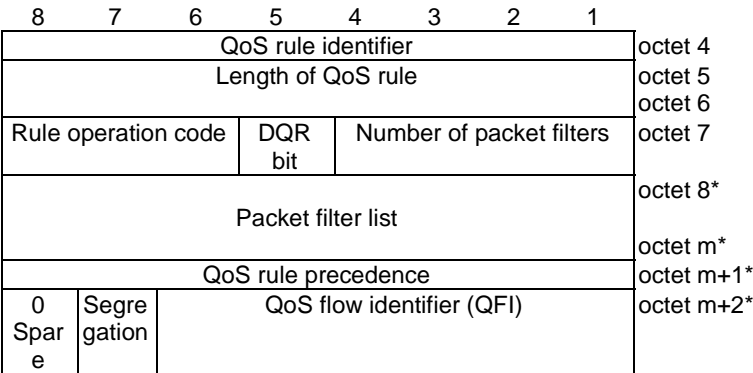 8 7 6 5 4 3 2 1
QoS rule identifier octet 4
Length of QoS rule octet 5
octet 6
Rule operation code DQR bit Number of packet filters octet 7
octet 8*
Packet filter list
octet m*
QoS rule precedence octet m+1*
0 Segre QoS flow identifier (QFI) octet m+2*
Spar gation
e